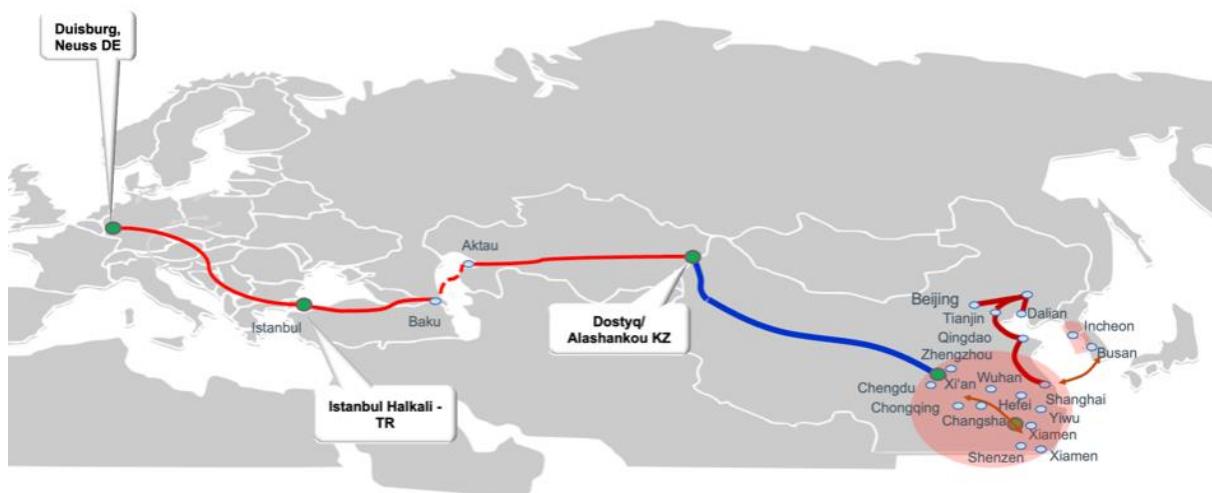 Duisburg,
Neuss DE
Aktau
Istanbul
Baku
Dostyq/
Alashankou KZ
Istanbul Halkali -
TR
Beijing
Tianjin
Dalian
Qingdao
Incheon
Busan
Zhengzhou
Chengdu
Xi'an
Wuhan
Shanghai
Chongqing
Hefei
Yiwu
Changsha
Xiamen
Shenzen
Xiamen